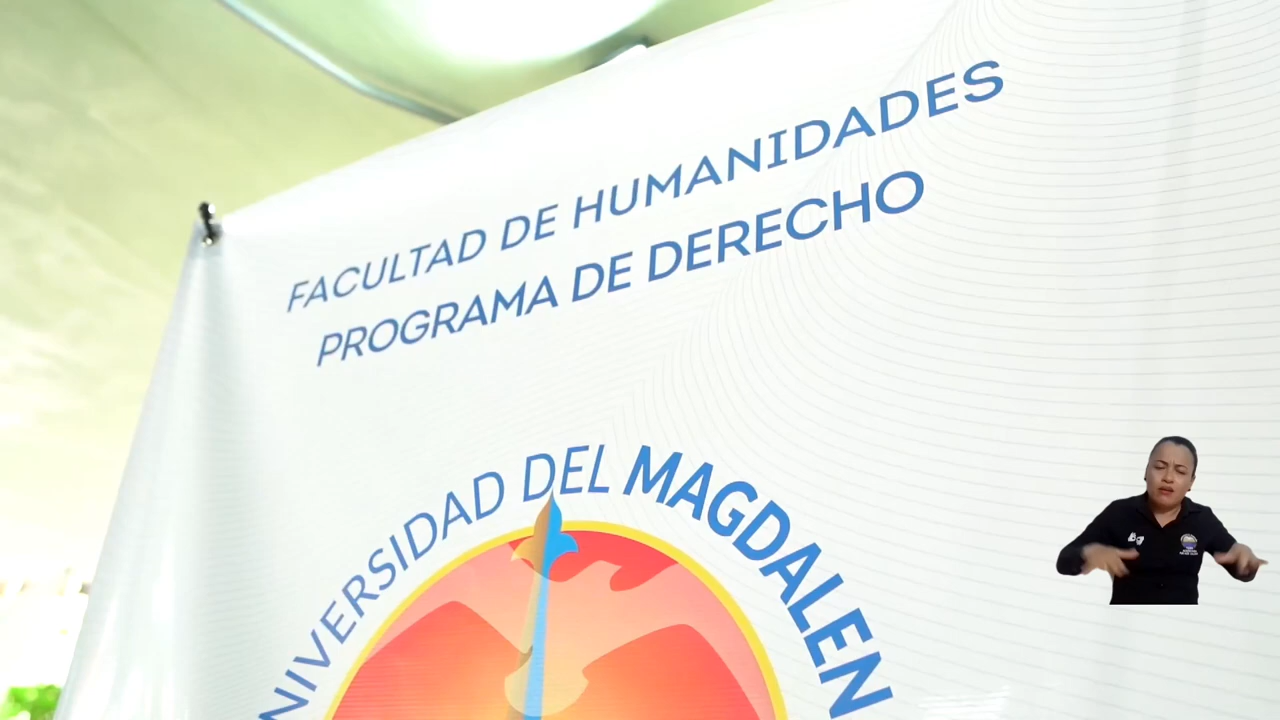 FACULTAD DE HUMANIDADES
PROGRAMA DE DERECHO
NIVERSIDAD DEL MAGDALEN